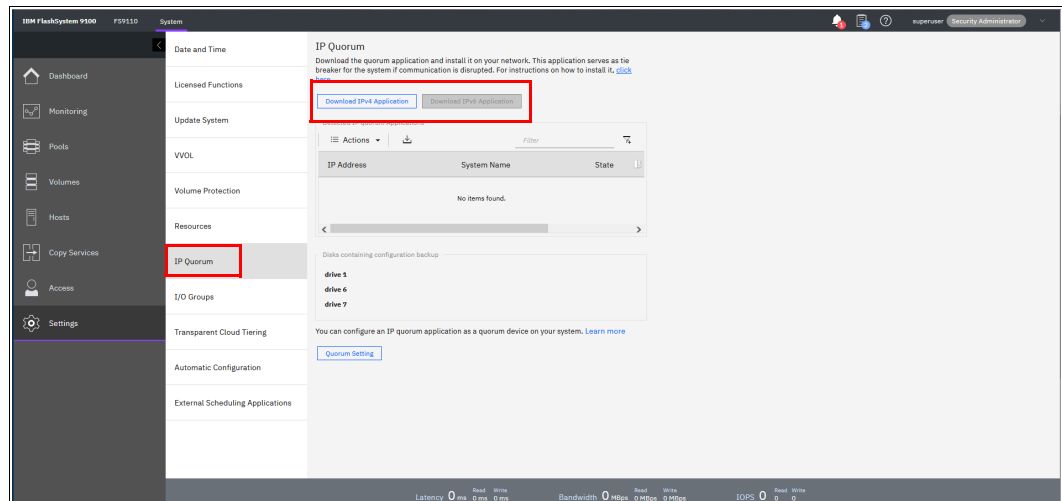 IBM FlashSystem 9100 FS9110 System
superuser Security Administrator
Dashboard
Monitoring
Pools
Volumes
Hosts
Copy Services
Access
Settings
Date and Time
Licensed Functions
Update System
VVOL
Volume Protection
Resources
IP Quorum
I/O Groups
Transparent Cloud Tiering
Automatic Configuration
External Scheduling Applications
IP Quorum
Download the quorum application and install it on your network. This application serves as tie
breaker for the system if communication is disrupted. For instructions on how to install it, click
here.
Download IPv4 Application Download IPv6 Application
Detected IP Quorum Applications
Actions Filter
IP Address System Name State
No items found.
Disks containing configuration backup
drive 1
drive 6
drive 7
You can configure an IP quorum application as a quorum device on your system. Learn more
Quorum Setting
Read Write Read Write Read Write
Latency 0 ms 0 ms 0 ms Bandwidth 0 MBps 0 MBps 0 MBps IOPS 0 0 0